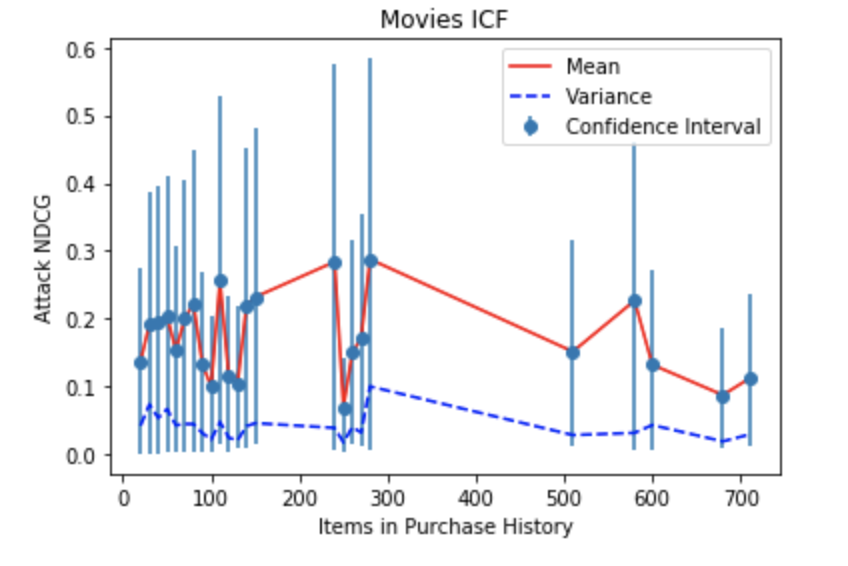 Movies ICF
Mean
Variance
Confidence Interval
Attack NDCG
0.6
0.5
0.4
0.3
0.2
0.1
0.0
0 100 200 300 400 500 600 700
Items in Purchase History